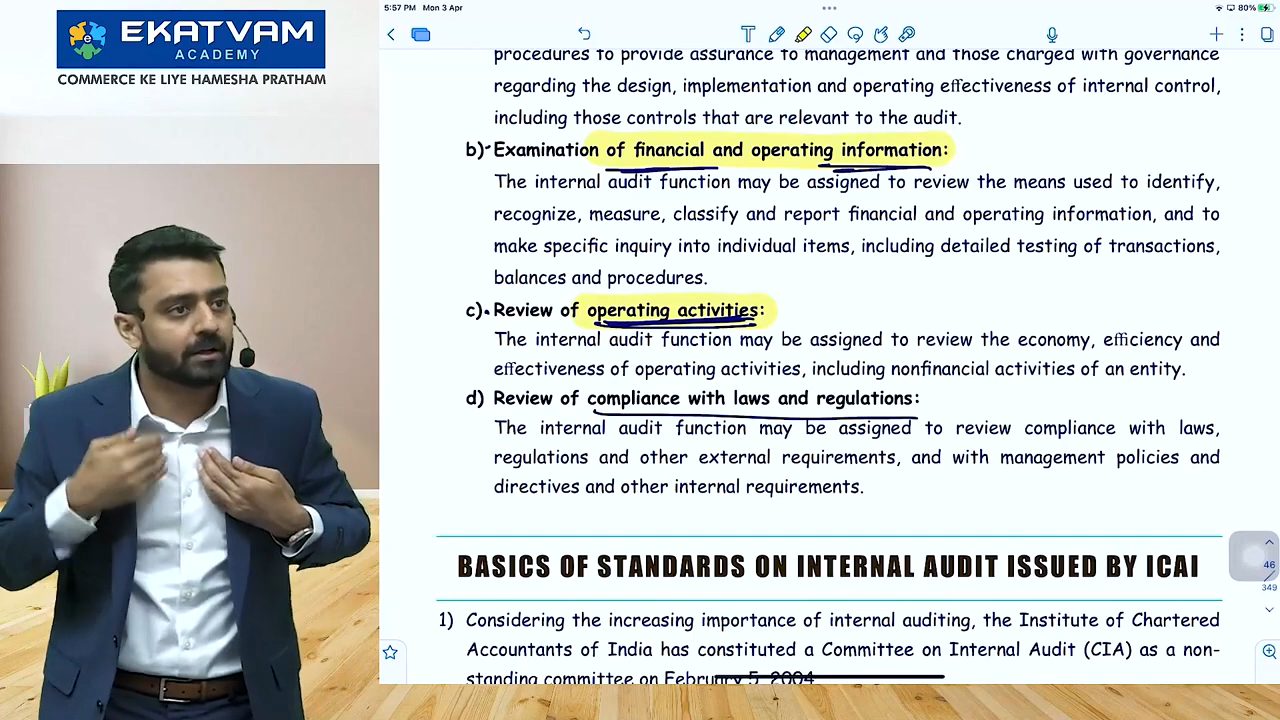 EKATVAM
ACADEMY
COMMERCE KE LIYE HAMESHA PRATHAM
5:57 PM Mon 3 Apr
80%
procedures to provide assurance to management and those charged with governance
regarding the design, implementation and operating effectiveness of internal control,
including those controls that are relevant to the audit.
b) Examination of financial and operating information:
The internal audit function may be assigned to review the means used to identify,
recognize, measure, classify and report financial and operating information, and to
make specific inquiry into individual items, including detailed testing of transactions,
balances and procedures.
c) Review of operating activities:
The internal audit function may be assigned to review the economy, efficiency and
effectiveness of operating activities, including nonfinancial activities of an entity.
d) Review of compliance with laws and regulations:
The internal audit function may be assigned to review compliance with laws,
regulations and other external requirements, and with management policies and
directives and other internal requirements.
BASICS OF STANDARDS ON INTERNAL AUDIT ISSUED BY ICAI
46
349
1) Considering the increasing importance of internal auditing, the Institute of Chartered
Accountants of India has constituted a Committee on Internal Audit (CIA) as a non-
standing committee on February 5, 2004.